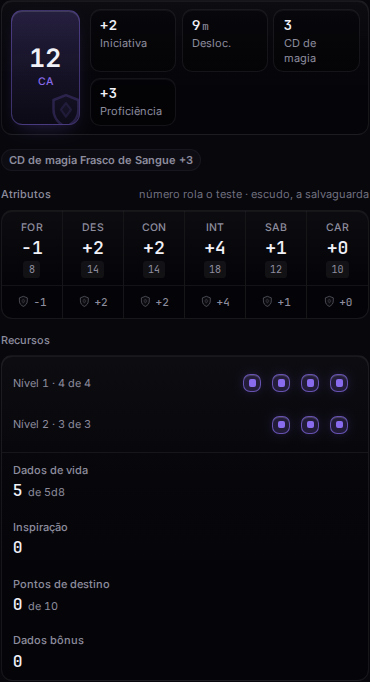 12
CA
+2
Iniciativa
9 m
Desloc.
3
CD de
magia
+3
Proficiência
CD de magia Frasco de Sangue +3
Atributos
número rola o teste · escudo, a salvaguarda
FOR DES CON INT SAB CAR
-1 +2 +2 +4 +1 +0
8 14 14 18 12 10
-1 +2 +2 +4 +1 +0
Recursos
Nível 1 · 4 de 4
Nível 2 · 3 de 3
Dados de vida
5 de 5d8
Inspiração
0
Pontos de destino
0 de 10
Dados bônus
0